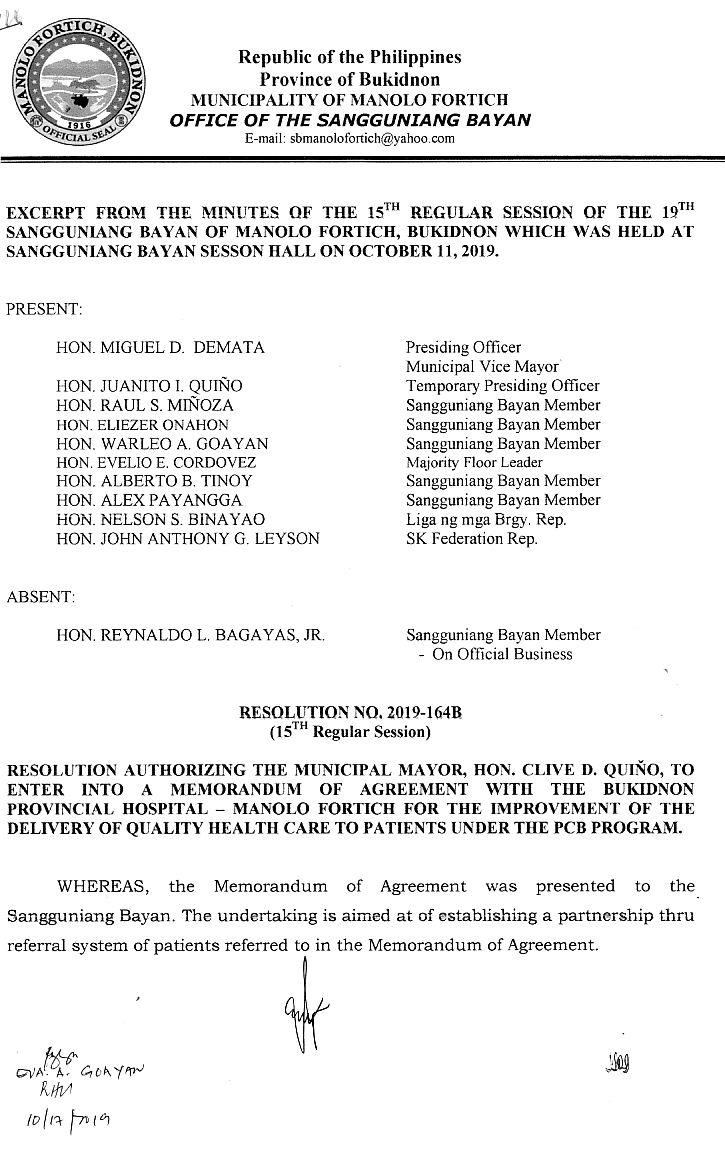 MANOLO FORTICH, BUKIDNON
1916
OFFICIAL SEAL
Republic of the Philippines
Province of Bukidnon
MUNICIPALITY OF MANOLO FORTICH
OFFICE OF THE SANGGUNIANG BAYAN
E-mail: sbmanolofortich@yahoo.com
EXCERPT FROM THE MINUTES OF THE 15TH REGULAR SESSION OF THE 19TH
SANGGUNIANG BAYAN OF MANOLO FORTICH, BUKIDNON WHICH WAS HELD AT
SANGGUNIANG BAYAN SESSON HALL ON OCTOBER 11, 2019.
PRESENT:
HON. MIGUEL D. DEMATA Presiding Officer
Municipal Vice Mayor
HON. JUANITO I. QUIÑO Temporary Presiding Officer
HON. RAUL S. MIÑOZA Sangguniang Bayan Member
HON. ELIEZER ONAHON Sangguniang Bayan Member
HON. WARLEO A. GOAYAN Sangguniang Bayan Member
HON. EVELIO E. CORDOVEZ Majority Floor Leader
HON. ALBERTO B. TINOY Sangguniang Bayan Member
HON. ALEX PAYANGGA Sangguniang Bayan Member
HON. NELSON S. BINAYAO Liga ng mga Brgy. Rep.
HON. JOHN ANTHONY G. LEYSON SK Federation Rep.
ABSENT:
HON. REYNALDO L. BAGAYAS, JR. Sangguniang Bayan Member
- On Official Business
RESOLUTION NO. 2019-164B
(15TH Regular Session)
RESOLUTION AUTHORIZING THE MUNICIPAL MAYOR, HON. CLIVE D. QUIÑO, TO
ENTER INTO A MEMORANDUM OF AGREEMENT WITH THE BUKIDNON
PROVINCIAL HOSPITAL – MANOLO FORTICH FOR THE IMPROVEMENT OF THE
DELIVERY OF QUALITY HEALTH CARE TO PATIENTS UNDER THE PCB PROGRAM.
WHEREAS, the Memorandum of Agreement was presented to the
Sangguniang Bayan. The undertaking is aimed at of establishing a partnership thru
referral system of patients referred to in the Memorandum of Agreement.
A. GOAYAN
RHM
10/17/2019